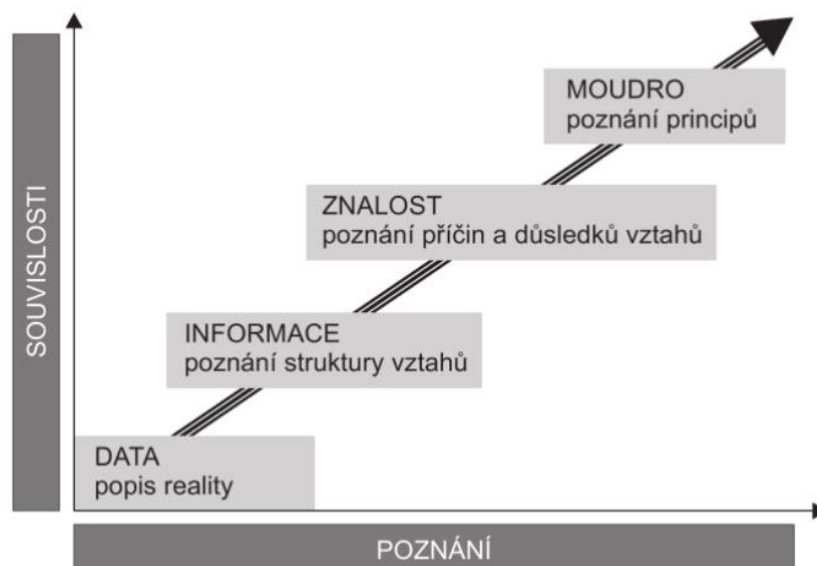 MOUDRO
poznání principů
ZNALOST
poznání příčin a důsledků vztahů
SOUVISLOSTI
INFORMACE
poznání struktury vztahů
DATA
popis reality
POZNÁNÍ